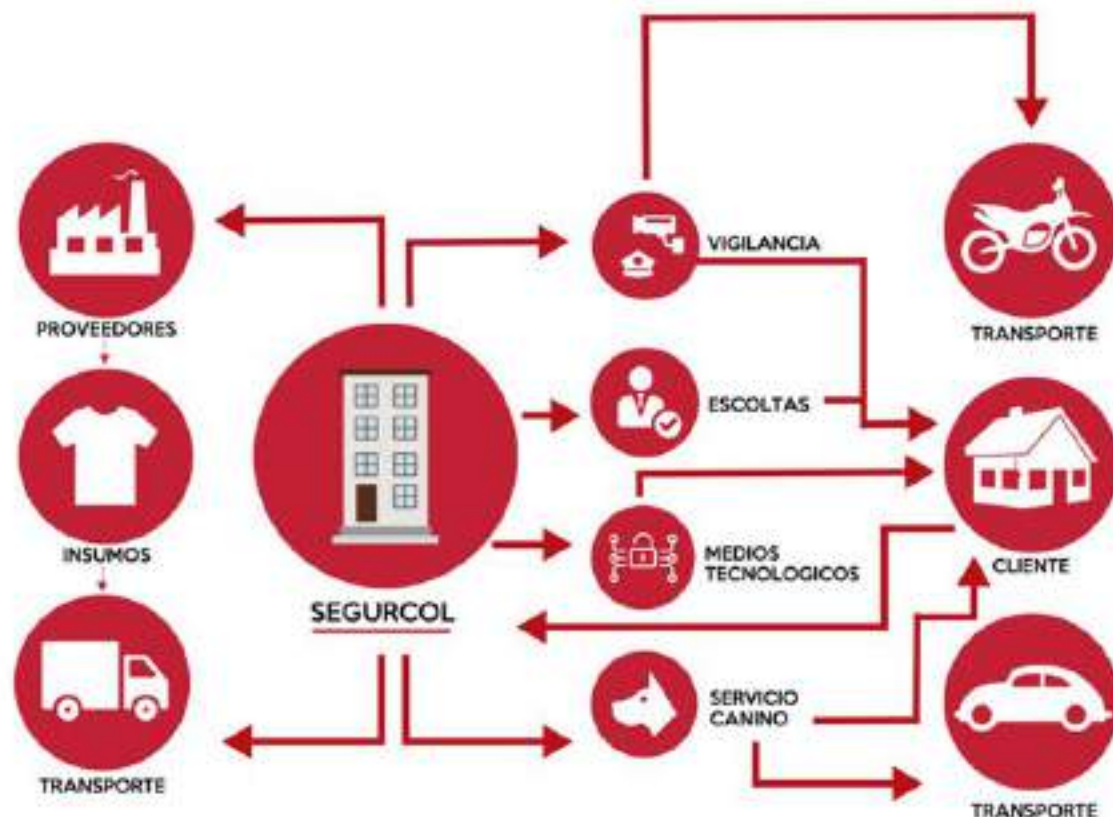 PROVEEDORES
INSUMOS
TRANSPORTE
SEGURCOL
VIGILANCIA
ESCOLTAS
MEDIOS
TECNOLOGICOS
SERVICIO
CANINO
TRANSPORTE
CLIENTE
TRANSPORTE